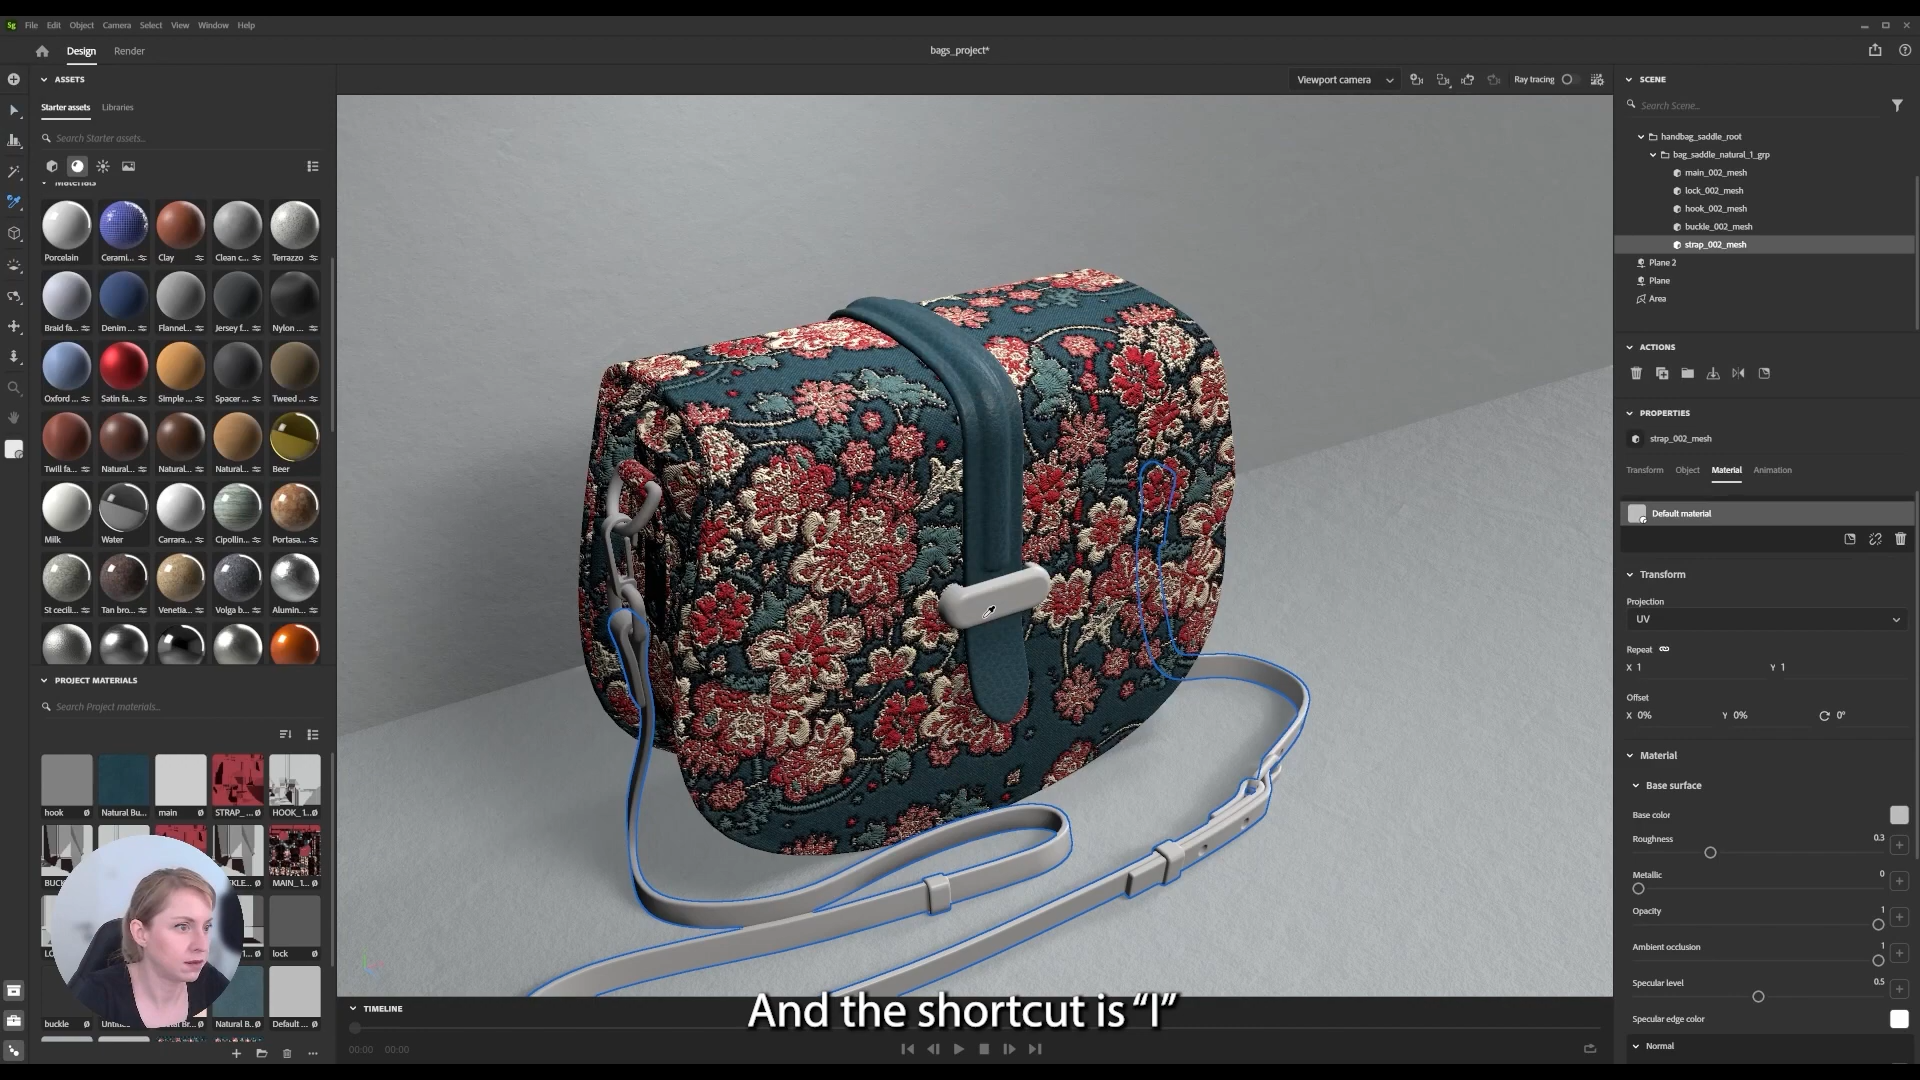 Sg File Edit Object Camera Select View Window Help
Design Render
bags_project*
ASSETS
Starter assets Libraries
Search Starter assets...
Materials
Porcelain Cerami... Clay Clean c... Terrazzo
Braid fa... Denim ... Flannel... Jersey f... Nylon ...
Oxford ... Satin fa... Simple ... Spacer ... Tweed ...
Twill fa... Natural... Natural... Natural... Beer
Milk Water Carrara... Cipollin... Portasa...
St cecili... Tan bro... Venetia... Volga b... Alumin...
PROJECT MATERIALS
Search Project materials...
hook Natural Bu... main STRAP_... HOOK_1...
MAIN_1...
lock
buckle Natural B... Default ...
Viewport camera
Ray tracing
And the shortcut is “I”
TIMELINE
00:00 00:00
SCENE
Search Scene...
handbag_saddle_root
bag_saddle_natural_1_grp
main_002_mesh
lock_002_mesh
hook_002_mesh
buckle_002_mesh
strap_002_mesh
Plane 2
Plane
Area
ACTIONS
PROPERTIES
strap_002_mesh
Transform Object Material Animation
Default material
Transform
Projection
UV
Repeat
X 1 Y 1
Offset
X 0% Y 0% 0°
Material
Base surface
Base color
Roughness 0.3
Metallic 0
Opacity 1
Ambient occlusion 1
Specular level 0.5
Specular edge color
Normal